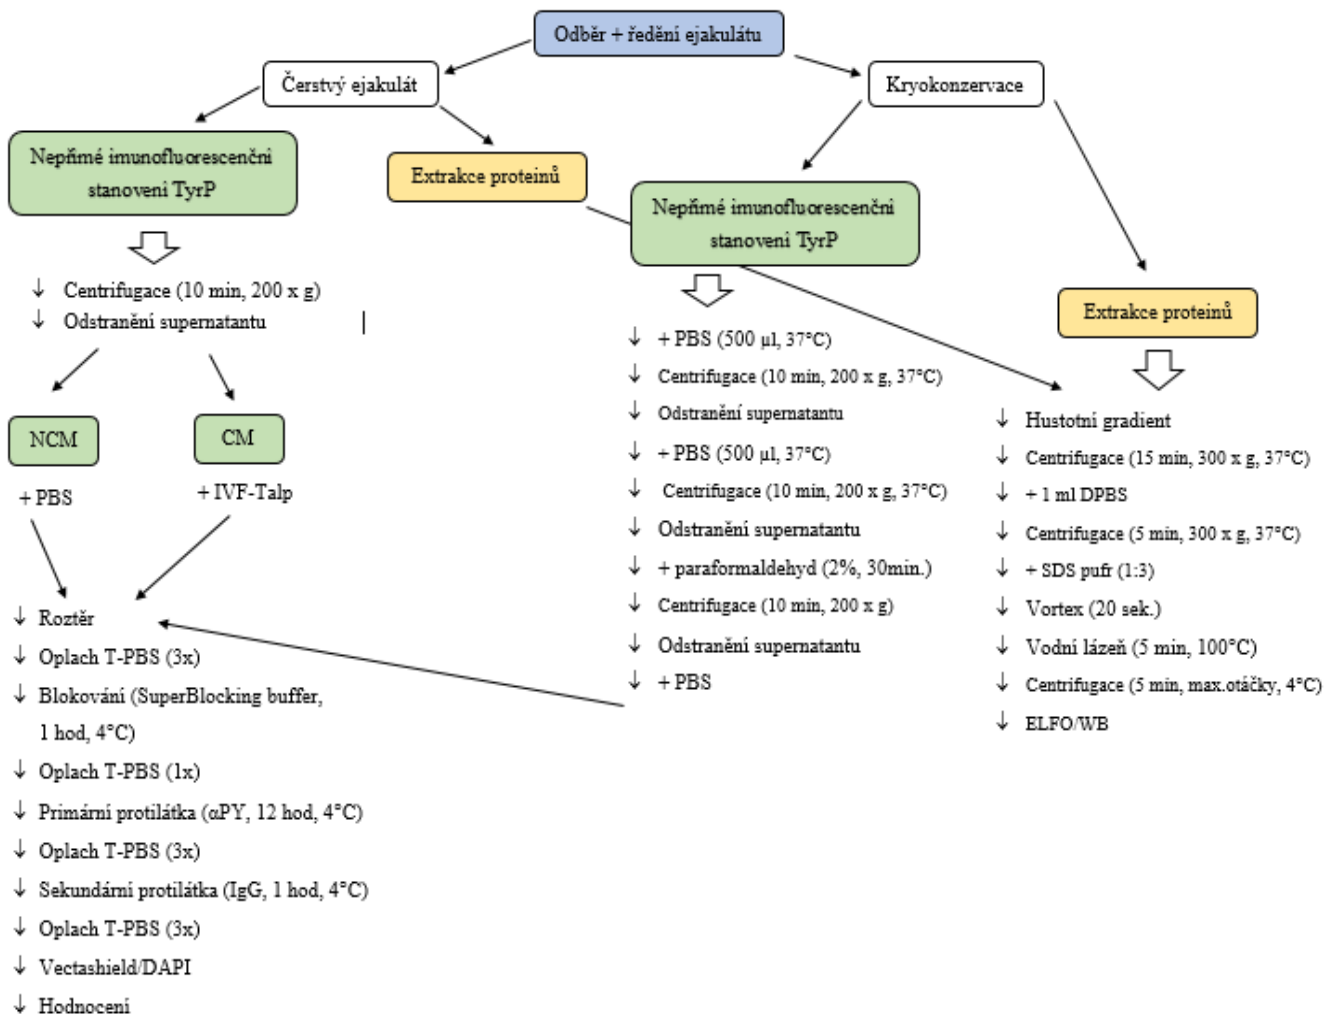 Odběr + ředění ejakulátu
Čerstvý ejakulát
Kryokonzervace
Nepřímé imunofluorescenční
stanovení TyrP
Extrakce proteinů
Nepřímé imunofluorescenční
stanovení TyrP
Extrakce proteinů
↓ Centrifugace (10 min, 200 x g)
↓ Odstranění supernatantu
NCM
CM
+ PBS
+ IVF-Talp
↓ Roztěr
↓ Oplach T-PBS (3x)
↓ Blokování (SuperBlocking buffer,
1 hod, 4°C)
↓ Oplach T-PBS (1x)
↓ Primární protilátka (αPY, 12 hod, 4°C)
↓ Oplach T-PBS (3x)
↓ Sekundární protilátka (IgG, 1 hod, 4°C)
↓ Oplach T-PBS (3x)
↓ Vectashield/DAPI
↓ Hodnocení
↓ + PBS (500 µl, 37°C)
↓ Centrifugace (10 min, 200 x g, 37°C)
↓ Odstranění supernatantu
↓ + PBS (500 µl, 37°C)
↓ Centrifugace (10 min, 200 x g, 37°C)
↓ Odstranění supernatantu
↓ + paraformaldehyd (2%, 30min.)
↓ Centrifugace (10 min, 200 x g)
↓ Odstranění supernatantu
↓ + PBS
↓ Hustotní gradient
↓ Centrifugace (15 min, 300 x g, 37°C)
↓ + 1 ml DPBS
↓ Centrifugace (5 min, 300 x g, 37°C)
↓ + SDS pufr (1:3)
↓ Vortex (20 sek.)
↓ Vodní lázeň (5 min, 100°C)
↓ Centrifugace (5 min, max.otáčky, 4°C)
↓ ELFO/WB